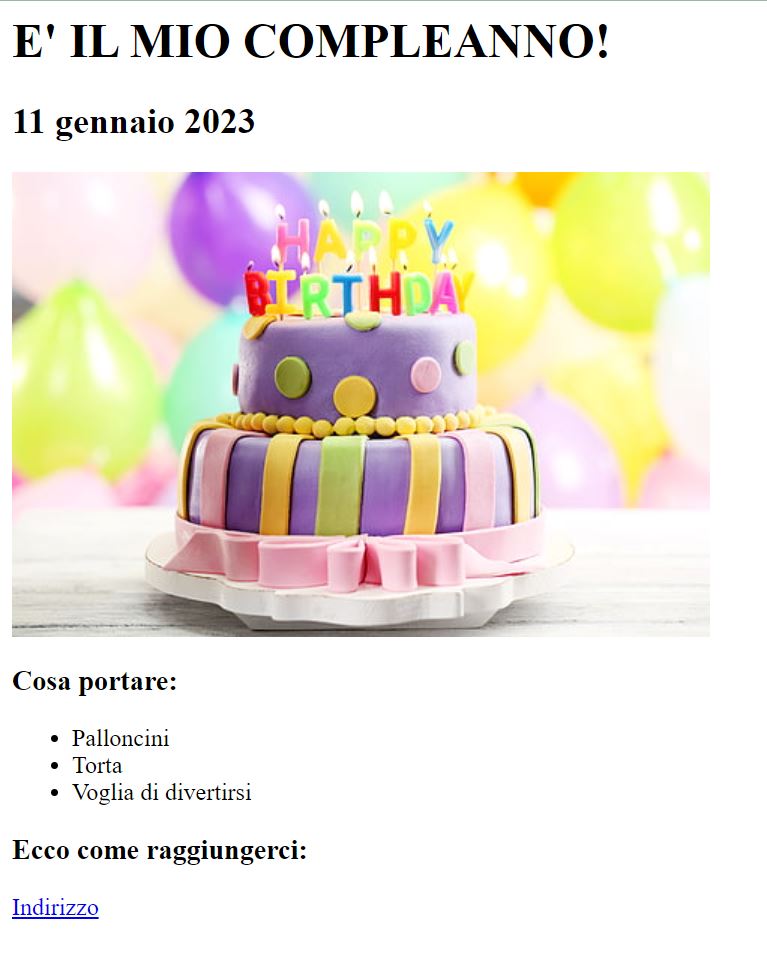 E' IL MIO COMPLEANNO!
11 gennaio 2023
HAPPY
BIRTHDAY
Cosa portare:
Palloncini
Torta
Voglia di divertirsi
Ecco come raggiungerci:
Indirizzo